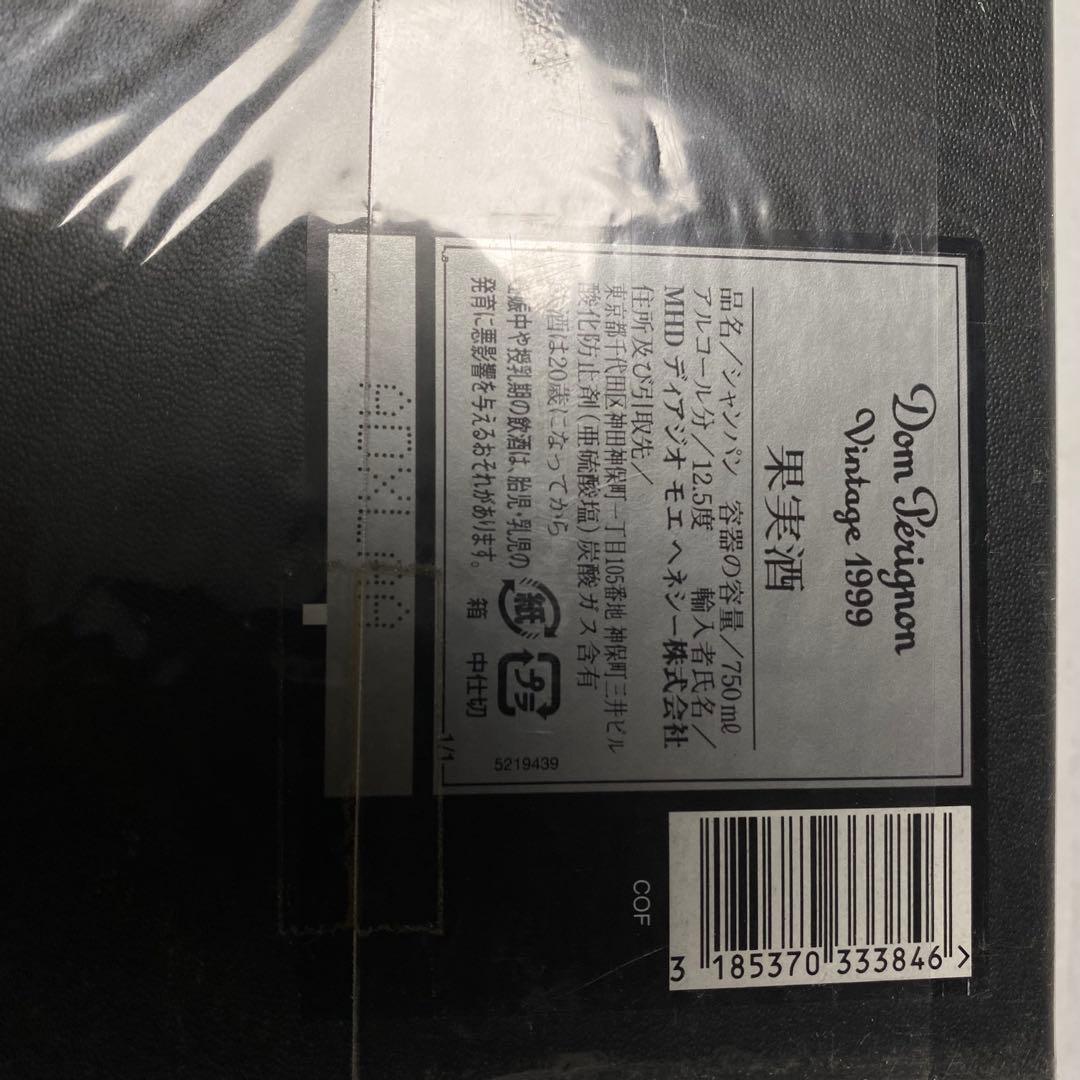 Dom Pérignon
Vintage 1999
果実酒
品名／シャンパン 容器の容量／750mℓ
アルコール分／12.5度 輸入者氏名／
MHD ディアジオ モエ ヘネシー株式会社
住所及び引取先／
東京都千代田区神田神保町一丁目105番地 神保町三井ビル
酸化防止剤(亜硫酸塩)炭酸ガス含有
酒は20歳になってから
娠中や授乳期の飲酒は、胎児・乳児の
発育に悪影響を与えるおそれがあります。
紙 プラ
箱 中仕切
5219439
1/1
COF
3 185370 333846 >